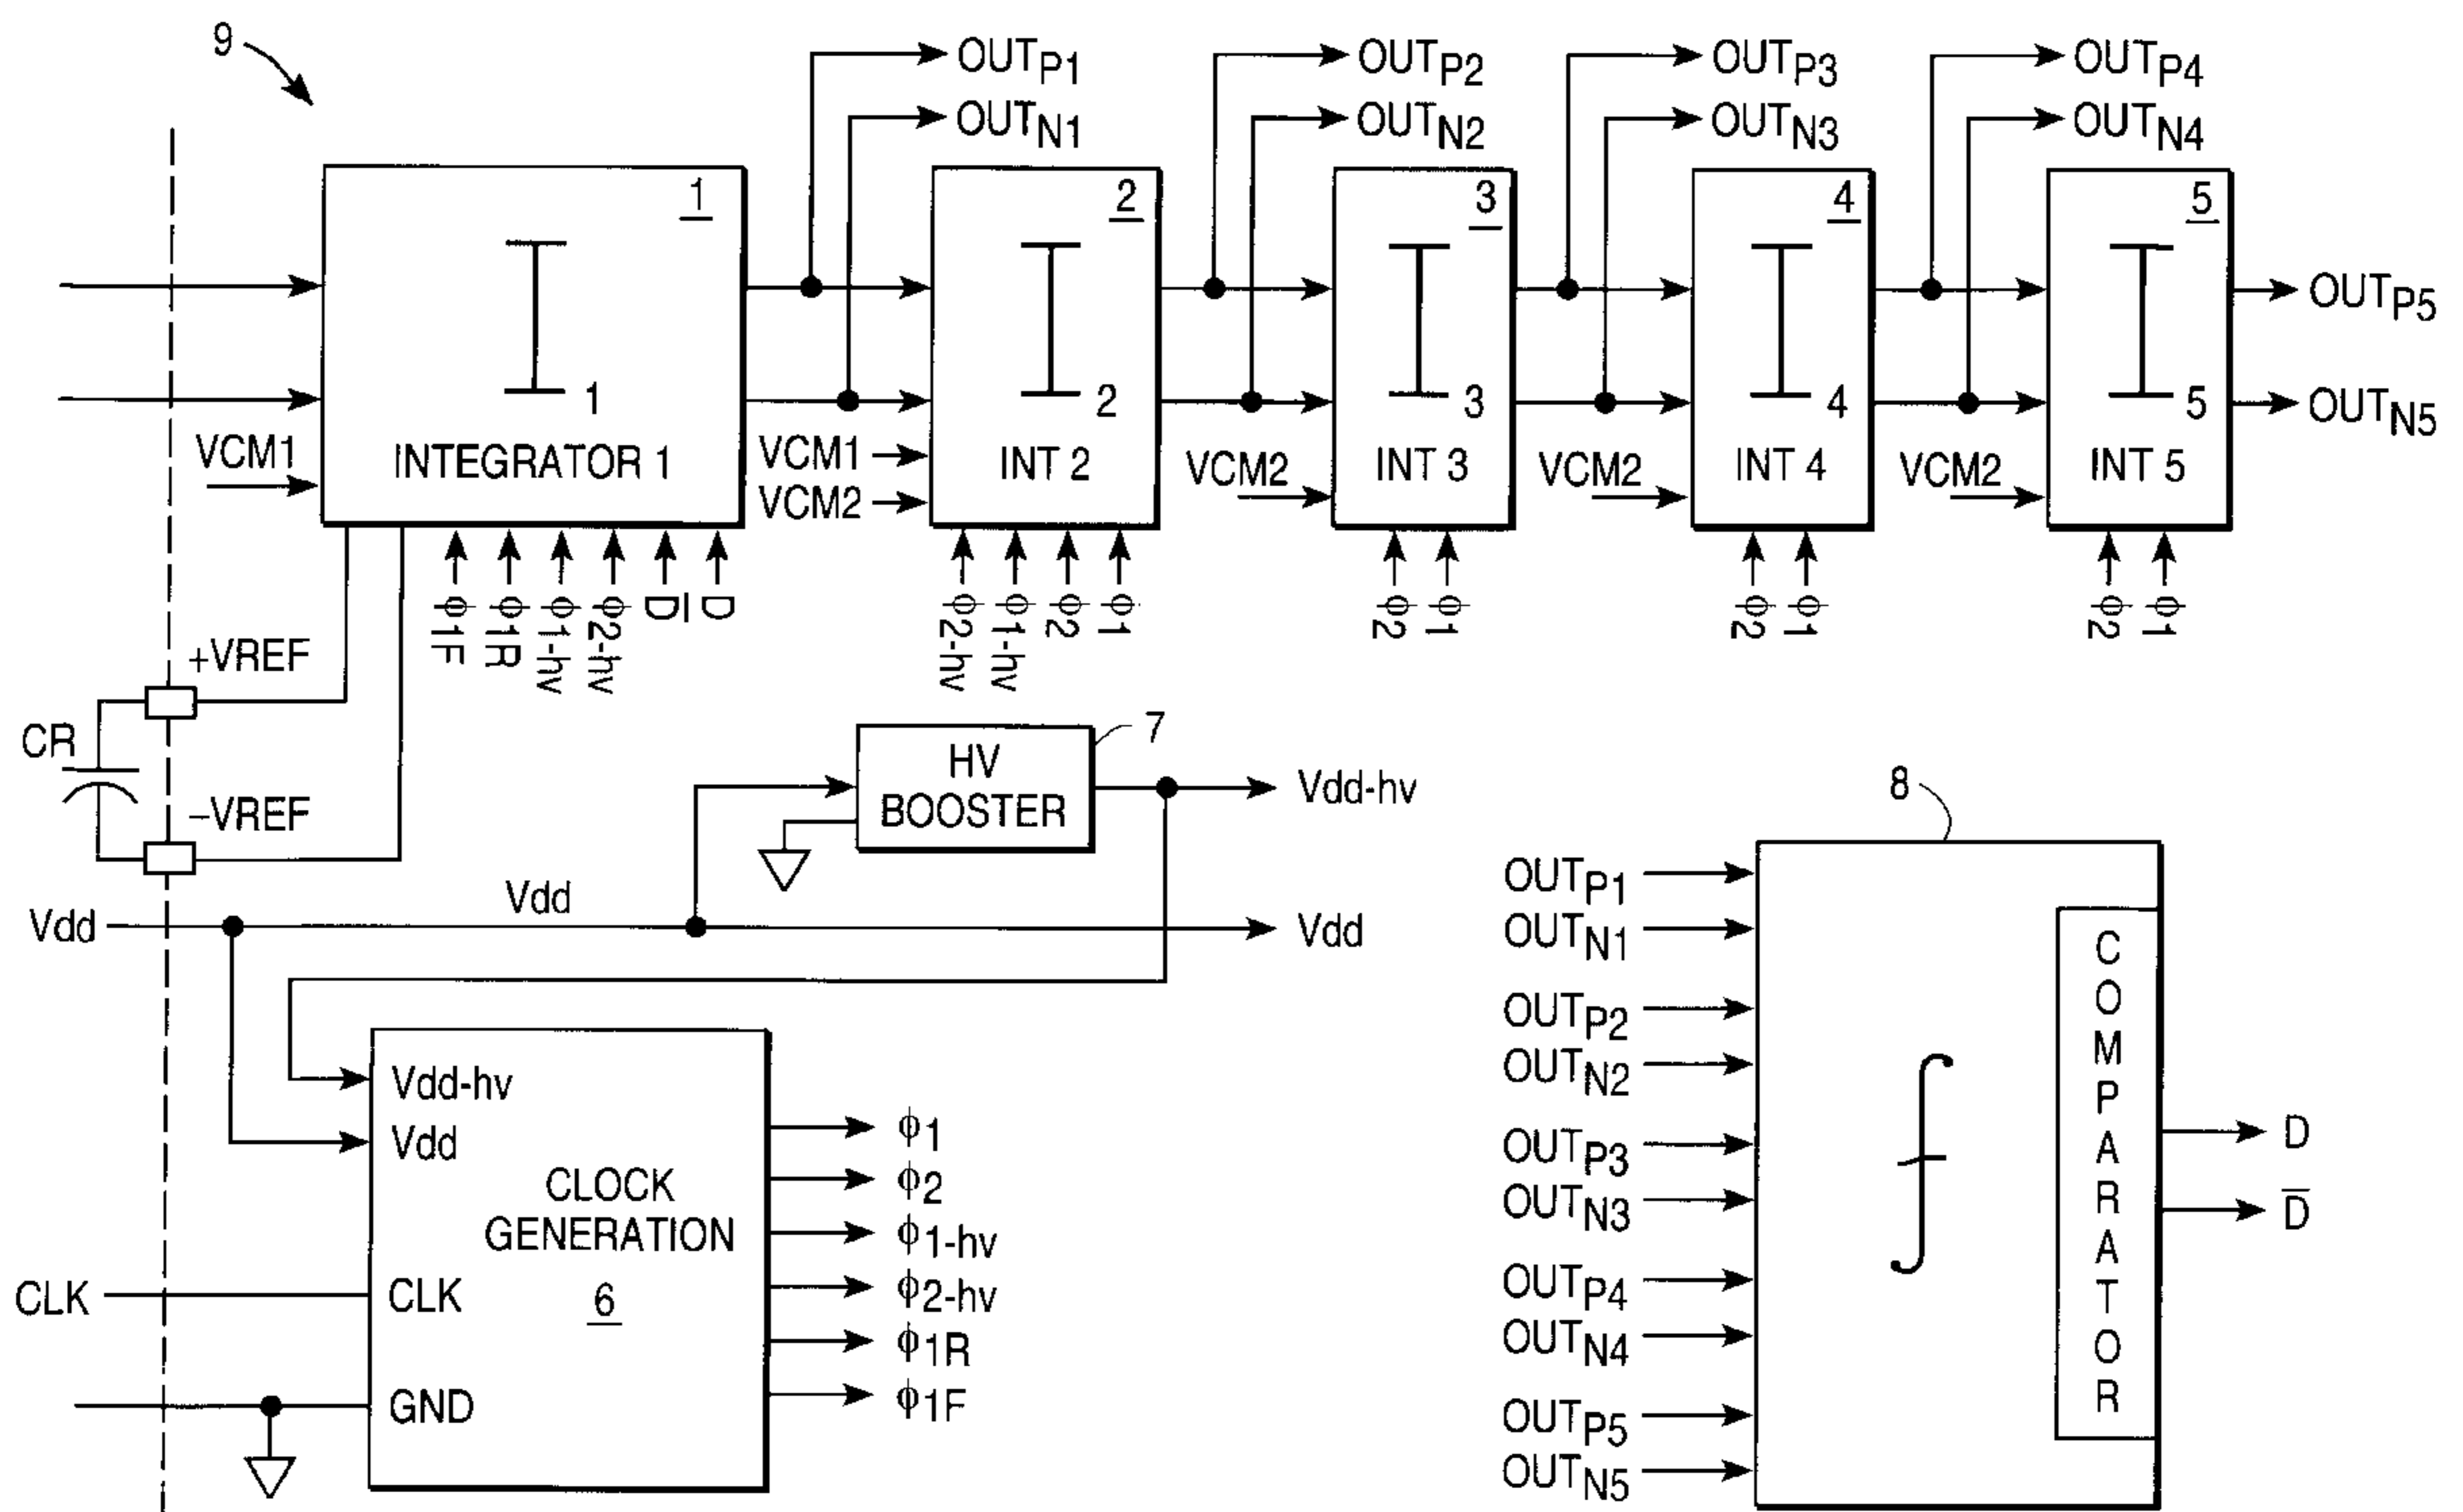 9
OUTP1
OUTN1
OUTP2
OUTN2
OUTP3
OUTN3
OUTP4
OUTN4
1
I
1
INTEGRATOR 1
VCM1
2
I
2
INT 2
VCM1
VCM2
3
I
3
INT 3
VCM2
4
I
4
INT 4
VCM2
5
I
5
INT 5
VCM2
OUTP5
OUTN5
ϕ1F
ϕ1R
ϕ1-hv
ϕ2-hv
D̅
D
ϕ2-hv
ϕ1-hv
ϕ2
ϕ1
ϕ2
ϕ1
ϕ2
ϕ1
ϕ2
ϕ1
+VREF
CR
–VREF
HV
BOOSTER
7
Vdd-hv
Vdd
Vdd
Vdd
Vdd-hv
Vdd
CLOCK
GENERATION
6
CLK
CLK
GND
ϕ1
ϕ2
ϕ1-hv
ϕ2-hv
ϕ1R
ϕ1F
8
OUTP1
OUTN1
OUTP2
OUTN2
OUTP3
OUTN3
OUTP4
OUTN4
OUTP5
OUTN5
ƒ
COMPARATOR
D
D̅